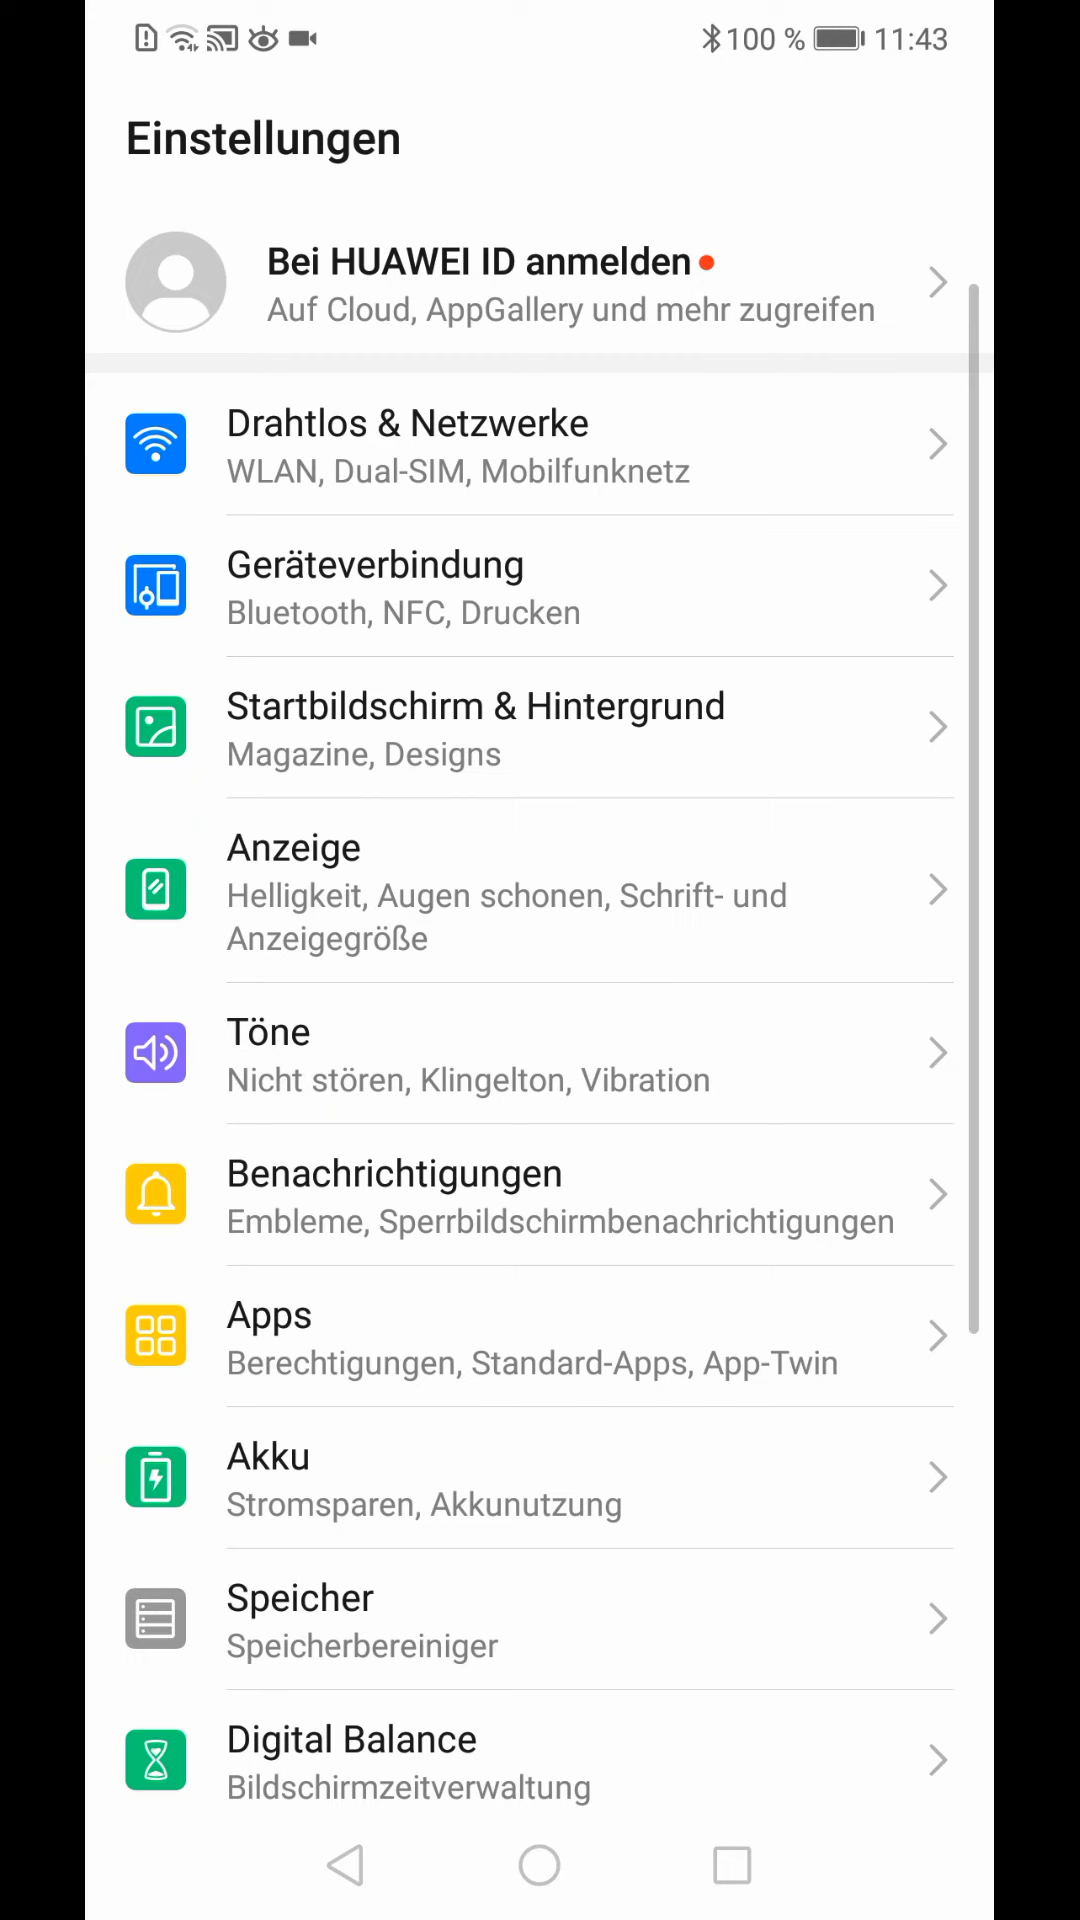 100 % 11:43
Einstellungen
Bei HUAWEI ID anmelden
Auf Cloud, AppGallery und mehr zugreifen
Drahtlos & Netzwerke
WLAN, Dual-SIM, Mobilfunknetz
Geräteverbindung
Bluetooth, NFC, Drucken
Startbildschirm & Hintergrund
Magazine, Designs
Anzeige
Helligkeit, Augen schonen, Schrift- und
Anzeigegröße
Töne
Nicht stören, Klingelton, Vibration
Benachrichtigungen
Embleme, Sperrbildschirmbenachrichtigungen
Apps
Berechtigungen, Standard-Apps, App-Twin
Akku
Stromsparen, Akkunutzung
Speicher
Speicherbereiniger
Digital Balance
Bildschirmzeitverwaltung